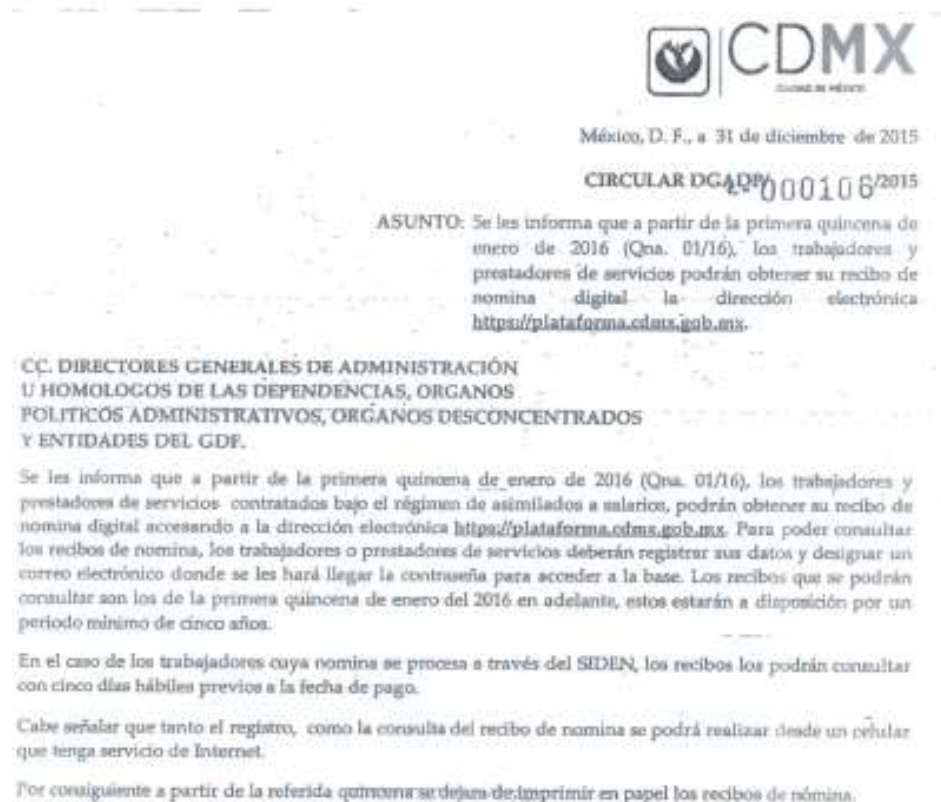 CDMX
CIUDAD DE MÉXICO
México, D. F., a 31 de diciembre de 2015
CIRCULAR DGADP/000106/2015
ASUNTO: Se les informa que a partir de la primera quincena de
enero de 2016 (Qna. 01/16), los trabajadores y
prestadores de servicios podrán obtener su recibo de
nomina digital la dirección electrónica
https://plataforma.cdmx.gob.mx.
CC. DIRECTORES GENERALES DE ADMINISTRACIÓN
U HOMOLOGOS DE LAS DEPENDENCIAS, ORGANOS
POLITICOS ADMINISTRATIVOS, ORGANOS DESCONCENTRADOS
Y ENTIDADES DEL GDF.
Se les informa que a partir de la primera quincena de enero de 2016 (Qna. 01/16), los trabajadores y
prestadores de servicios contratados bajo el régimen de asimilados a salarios, podrán obtener su recibo de
nomina digital accesando a la dirección electrónica https://plataforma.cdmx.gob.mx. Para poder consultar
los recibos de nomina, los trabajadores o prestadores de servicios deberán registrar sus datos y designar un
correo electrónico donde se les hará llegar la contraseña para acceder a la base. Los recibos que se podrán
consultar son los de la primera quincena de enero del 2016 en adelante, estos estarán a disposición por un
periodo mínimo de cinco años.
En el caso de los trabajadores cuya nomina se procesa a través del SIDEN, los recibos los podrán consultar
con cinco días hábiles previos a la fecha de pago.
Cabe señalar que tanto el registro, como la consulta del recibo de nomina se podrá realizar desde un celular
que tenga servicio de Internet.
Por consiguiente a partir de la referida quincena se dejara de imprimir en papel los recibos de nómina.